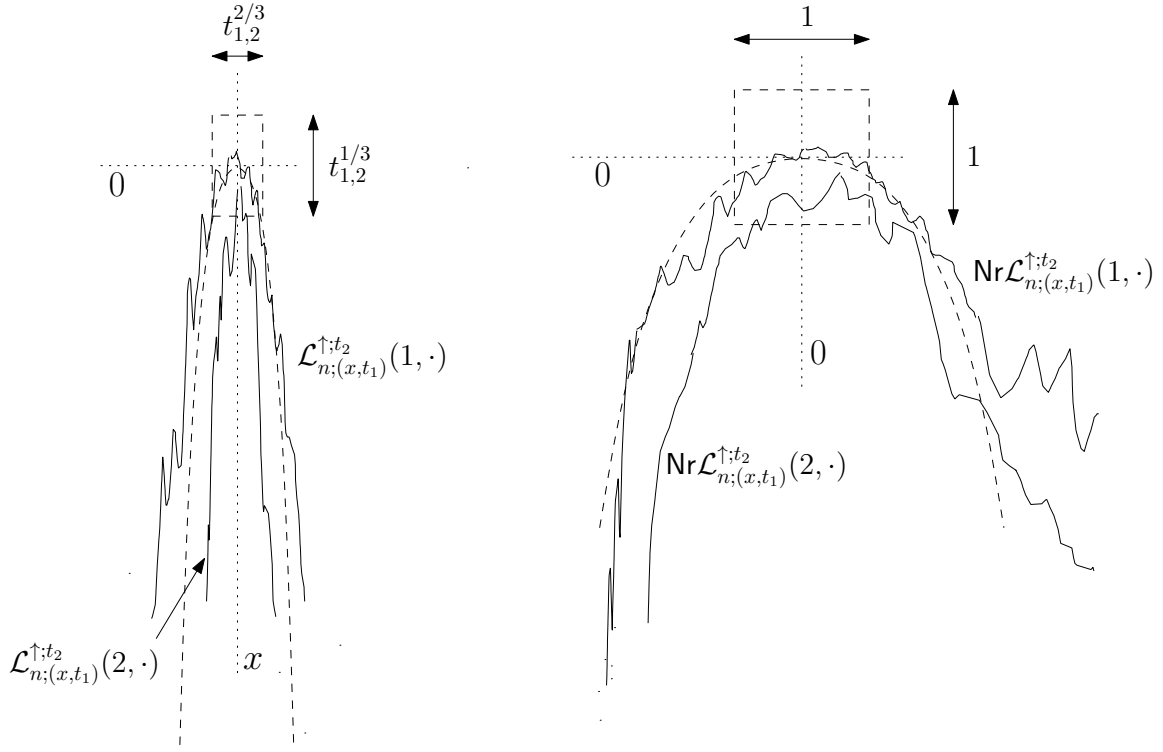 t_{1,2}^{2/3}
0
t_{1,2}^{1/3}
\mathcal{L}_{n;(x,t_1)}^{\uparrow;t_2}(1,\cdot)
\mathcal{L}_{n;(x,t_1)}^{\uparrow;t_2}(2,\cdot)
x
1
0
1
\mathsf{Nr}\mathcal{L}_{n;(x,t_1)}^{\uparrow;t_2}(1,\cdot)
0
\mathsf{Nr}\mathcal{L}_{n;(x,t_1)}^{\uparrow;t_2}(2,\cdot)